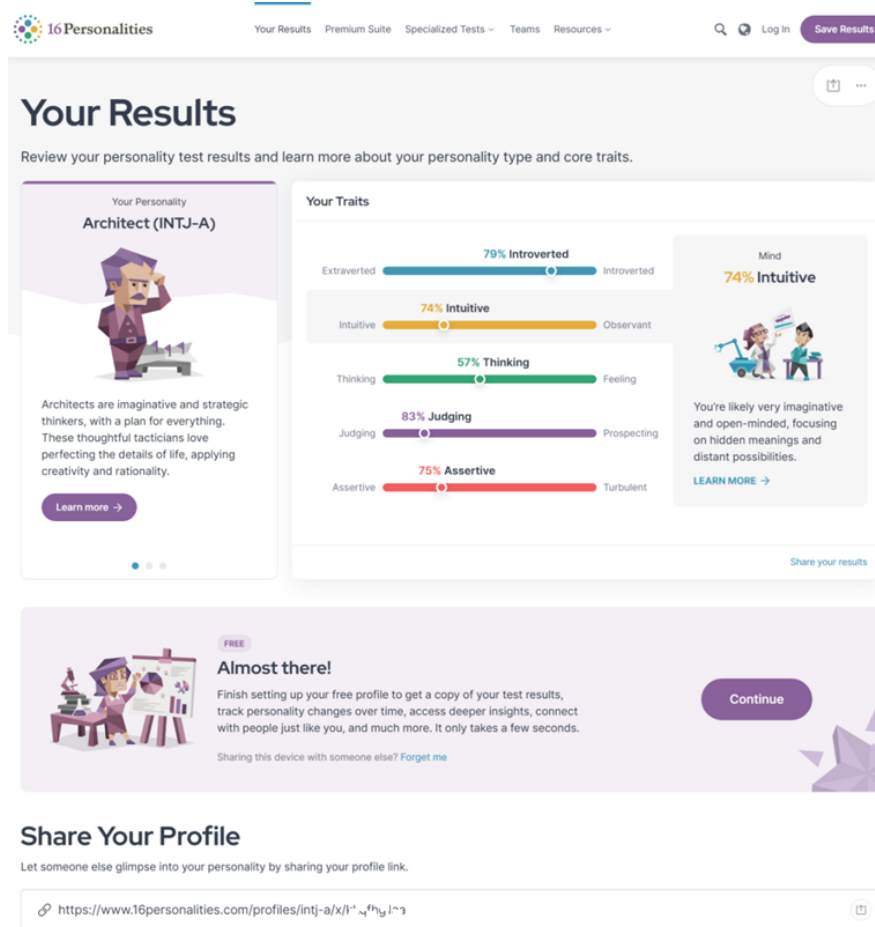 16Personalities
Your Results Premium Suite Specialized Tests Teams Resources Log In Save Results
Your Results
Review your personality test results and learn more about your personality type and core traits.
Your Personality
Architect (INTJ-A)
Architects are imaginative and strategic
thinkers, with a plan for everything.
These thoughtful tacticians love
perfecting the details of life, applying
creativity and rationality.
Learn more →
Your Traits
79% Introverted
Extraverted Introverted
74% Intuitive
Intuitive Observant
57% Thinking
Thinking Feeling
83% Judging
Judging Prospecting
75% Assertive
Assertive Turbulent
Mind
74% Intuitive
You're likely very imaginative
and open-minded, focusing
on hidden meanings and
distant possibilities.
LEARN MORE →
Share your results
FREE
Almost there!
Finish setting up your free profile to get a copy of your test results,
track personality changes over time, access deeper insights, connect
with people just like you, and much more. It only takes a few seconds.
Sharing this device with someone else? Forget me
Continue
Share Your Profile
Let someone else glimpse into your personality by sharing your profile link.
https://www.16personalities.com/profiles/intj-a/x/